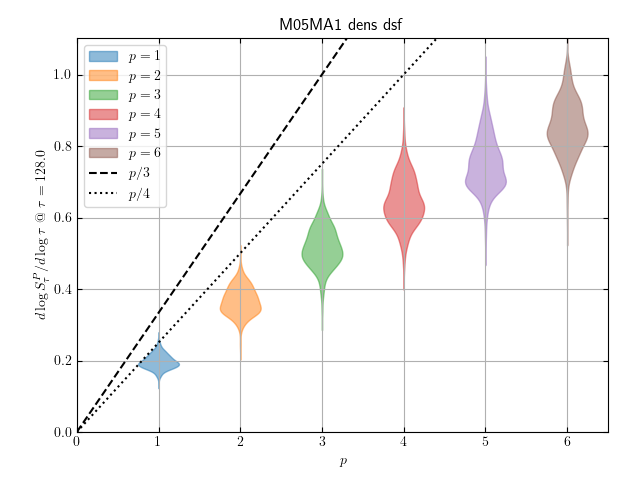 M05MA1 dens dsf
p = 1
p = 2
p = 3
p = 4
p = 5
p = 6
p/3
p/4
d log S_τ^P / d log τ @ τ = 128.0
1.0
0.8
0.6
0.4
0.2
0.0
0 1 2 3 4 5 6
p